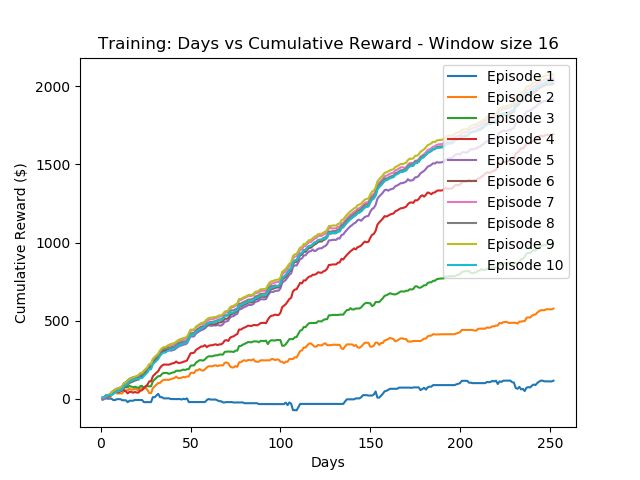 Training: Days vs Cumulative Reward - Window size 16
Cumulative Reward ($)
2000
1500
1000
500
0
0
50
100
150
200
250
Days
Episode 1
Episode 2
Episode 3
Episode 4
Episode 5
Episode 6
Episode 7
Episode 8
Episode 9
Episode 10